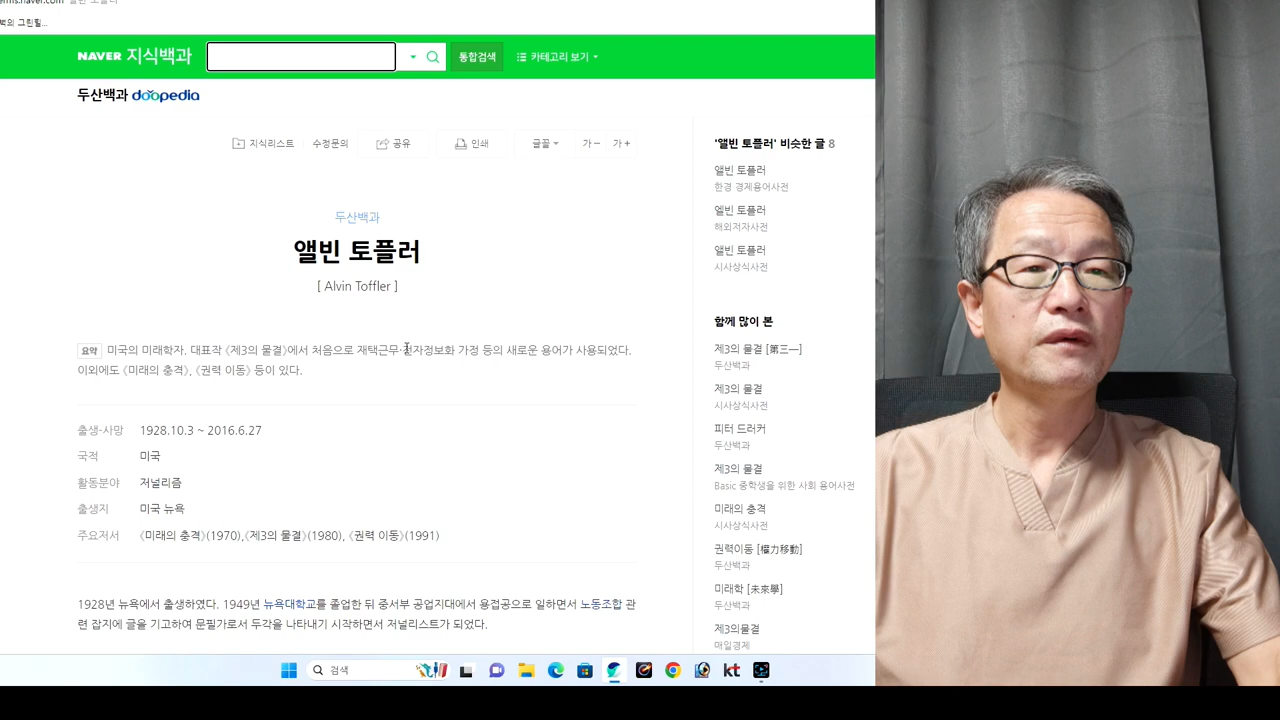 앨빈 토플러
북의 그린힐...
NAVER 지식백과
통합검색
카테고리 보기
두산백과 doopedia
지식리스트 수정문의 공유 인쇄 글꼴 가- 가+
두산백과
앨빈 토플러
[ Alvin Toffler ]
요약 미국의 미래학자. 대표작 《제3의 물결》에서 처음으로 재택근무·전자정보화 가정 등의 새로운 용어가 사용되었다.
이외에도 《미래의 충격》, 《권력 이동》 등이 있다.
출생-사망 1928.10.3 ~ 2016.6.27
국적 미국
활동분야 저널리즘
출생지 미국 뉴욕
주요저서 《미래의 충격》(1970),《제3의 물결》(1980), 《권력 이동》(1991)
1928년 뉴욕에서 출생하였다. 1949년 뉴욕대학교를 졸업한 뒤 중서부 공업지대에서 용접공으로 일하면서 노동조합 관
련 잡지에 글을 기고하며 문필가로서 두각을 나타내기 시작하면서 저널리스트가 되었다.
'앨빈 토플러' 비슷한 글 8
앨빈 토플러
한경 경제용어사전
엘빈 토플러
해외저자사전
앨빈 토플러
시사상식사전
함께 많이 본
제3의 물결 [第三―]
두산백과
제3의 물결
시사상식사전
피터 드러커
두산백과
제3의 물결
Basic 중학생을 위한 사회 용어사전
미래의 충격
시사상식사전
권력이동 [權力移動]
두산백과
미래학 [未來學]
두산백과
제3의물결
매일경제
검색
kt